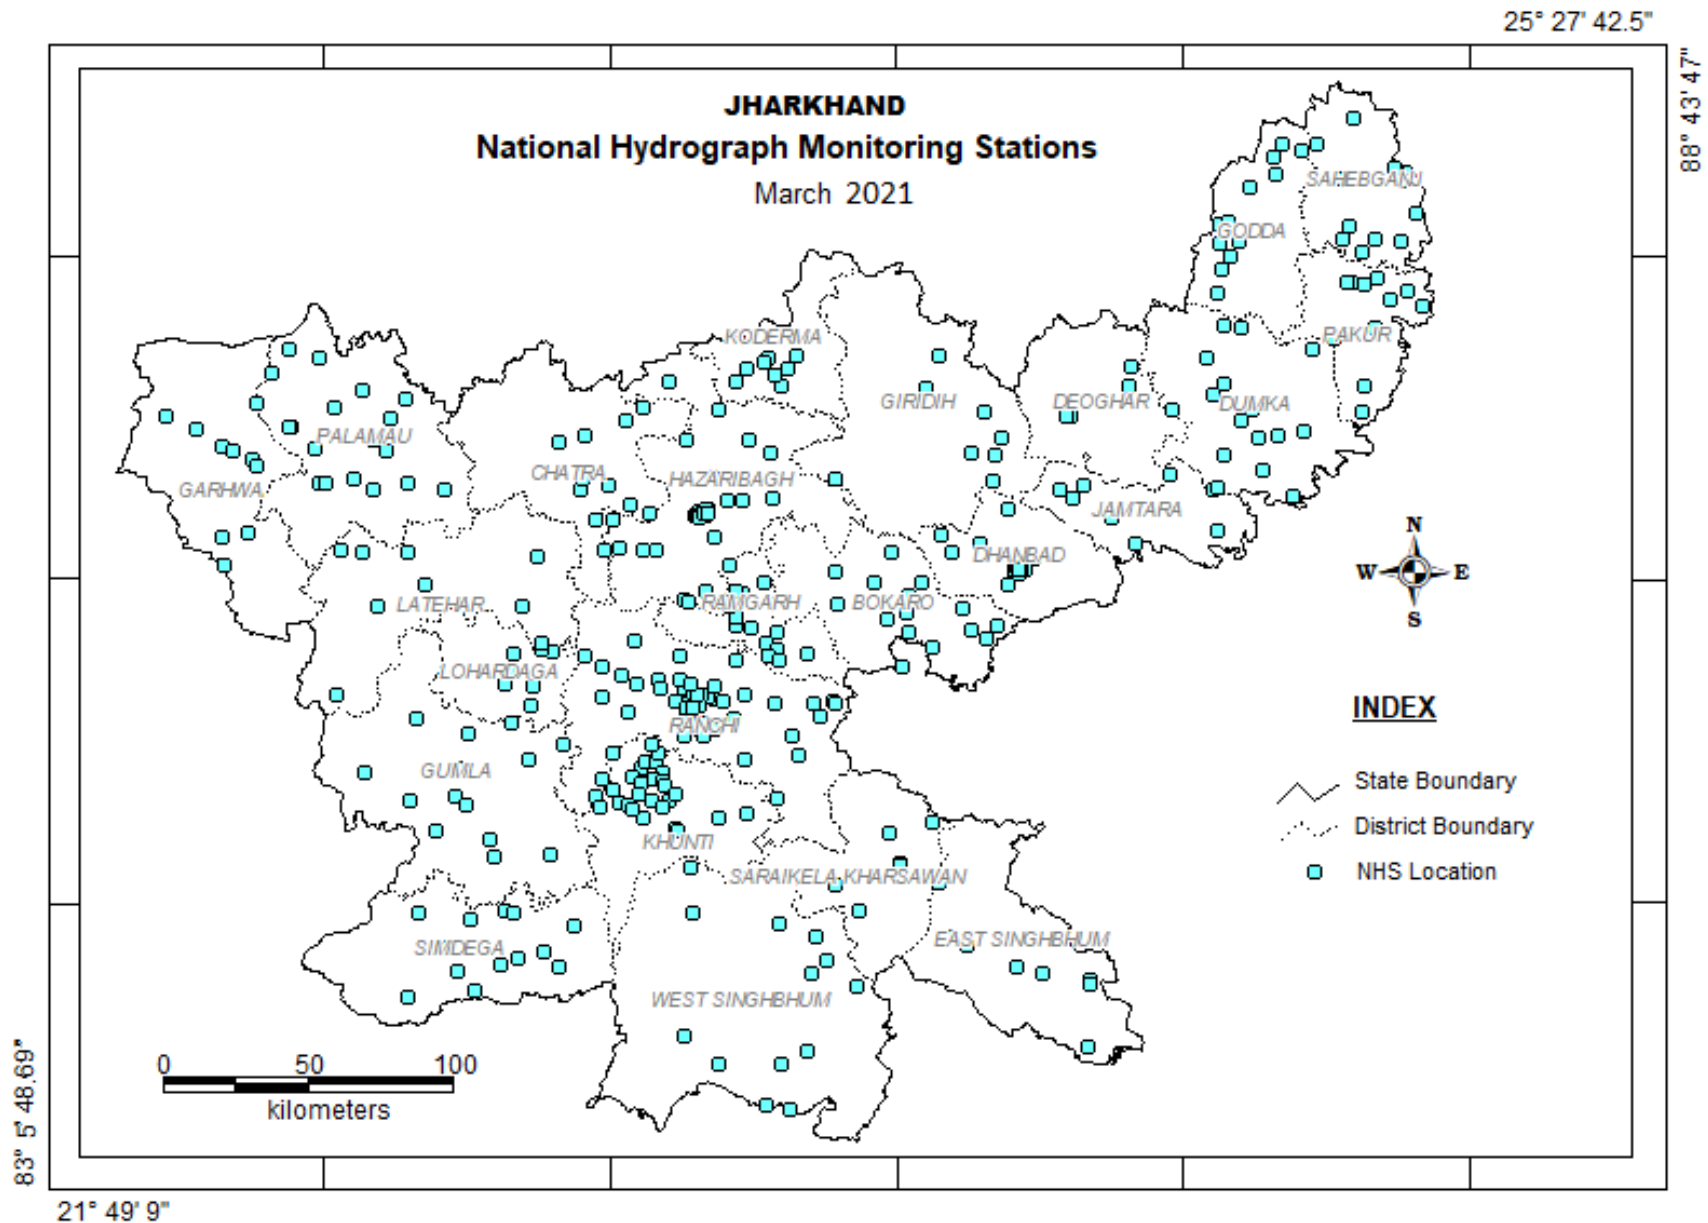 25° 27' 42.5"
88° 43' 47"
JHARKHAND
National Hydrograph Monitoring Stations
March 2021
SAHEBGANJ
GODDA
KODERMA
PAKUR
GIRIDIH
DEOGHAR
DUMKA
PALAMAU
CHATRA
HAZARIBAGH
GARHWA
JAMTARA
N
W E
S
DHANBAD
LATEHAR
RAMGARH
BOKARO
LOHARDAGA
RANCHI
INDEX
GUMLA
State Boundary
District Boundary
KHUNTI
NHS Location
SARAIKELA KHARSAWAN
SIMDEGA
EAST SINGHBHUM
WEST SINGHBHUM
0 50 100
kilometers
83° 5' 48.69"
21° 49' 9"